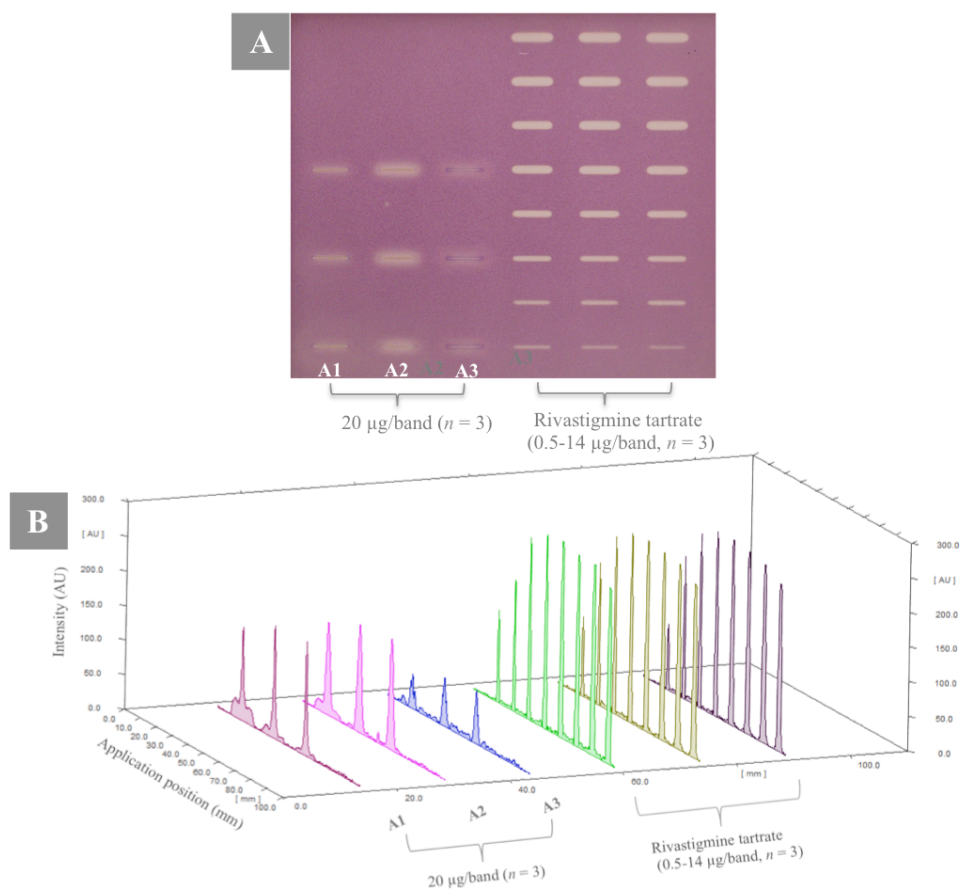 A
A1 A2 A2 A3 A3
20 µg/band (n = 3)
Rivastigmine tartrate
(0.5-14 µg/band, n = 3)
B
300.0
[ AU ]
250.0
200.0
150.0
100.0
50.0
0.0
Intensity (AU)
0.0
10.0
20.0
30.0
40.0
50.0
60.0
70.0
80.0
[ mm ]
100.0
Application position (mm)
0.0
20.0
40.0
60.0
[ mm ]
100.0
300.0
[ AU ]
200.0
150.0
100.0
50.0
0.0
A1
A2
A3
20 µg/band (n = 3)
Rivastigmine tartrate
(0.5-14 µg/band, n = 3)